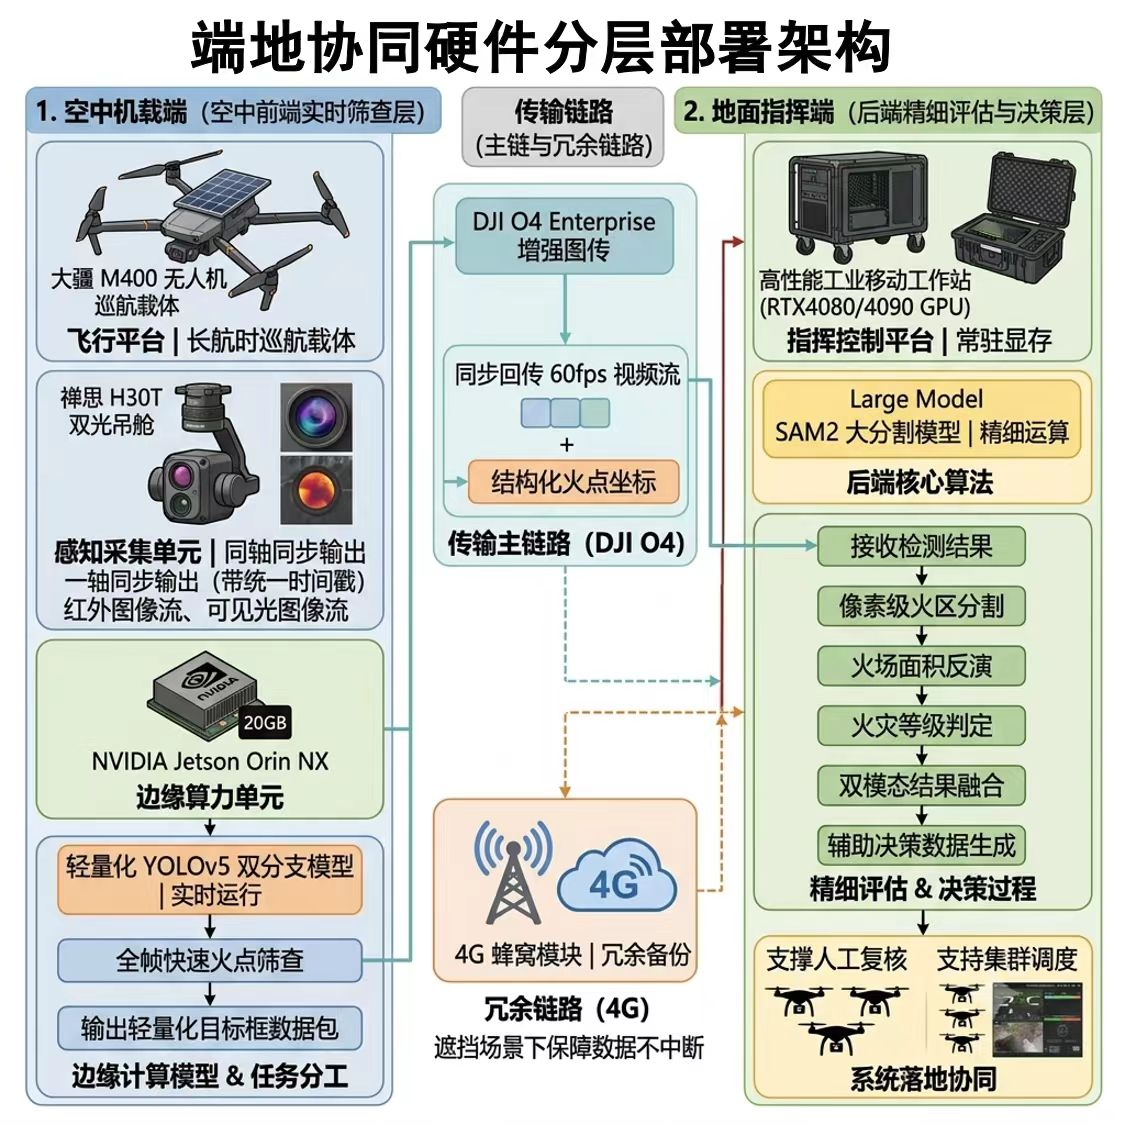 端地协同硬件分层部署架构
1. 空中机载端（空中前端实时筛查层）
大疆 M400 无人机
巡航载体
飞行平台 | 长航时巡航载体
禅思 H30T
双光吊舱
感知采集单元 | 同轴同步输出
一轴同步输出（带统一时间戳）
红外图像流、可见光图像流
NVIDIA
20GB
NVIDIA Jetson Orin NX
边缘算力单元
轻量化 YOLOv5 双分支模型
| 实时运行
全帧快速火点筛查
输出轻量化目标框数据包
边缘计算模型 & 任务分工
传输链路
(主链与冗余链路)
DJI O4 Enterprise
增强图传
同步回传 60fps 视频流
+
结构化火点坐标
传输主链路（DJI O4）
4G
4G 蜂窝模块 | 冗余备份
冗余链路（4G）
遮挡场景下保障数据不中断
2. 地面指挥端（后端精细评估与决策层）
高性能工业移动工作站
(RTX4080/4090 GPU)
指挥控制平台 | 常驻显存
Large Model
SAM2 大分割模型 | 精细运算
后端核心算法
接收检测结果
像素级火区分割
火场面积反演
火灾等级判定
双模态结果融合
辅助决策数据生成
精细评估 & 决策过程
支撑人工复核
支持集群调度
系统落地协同